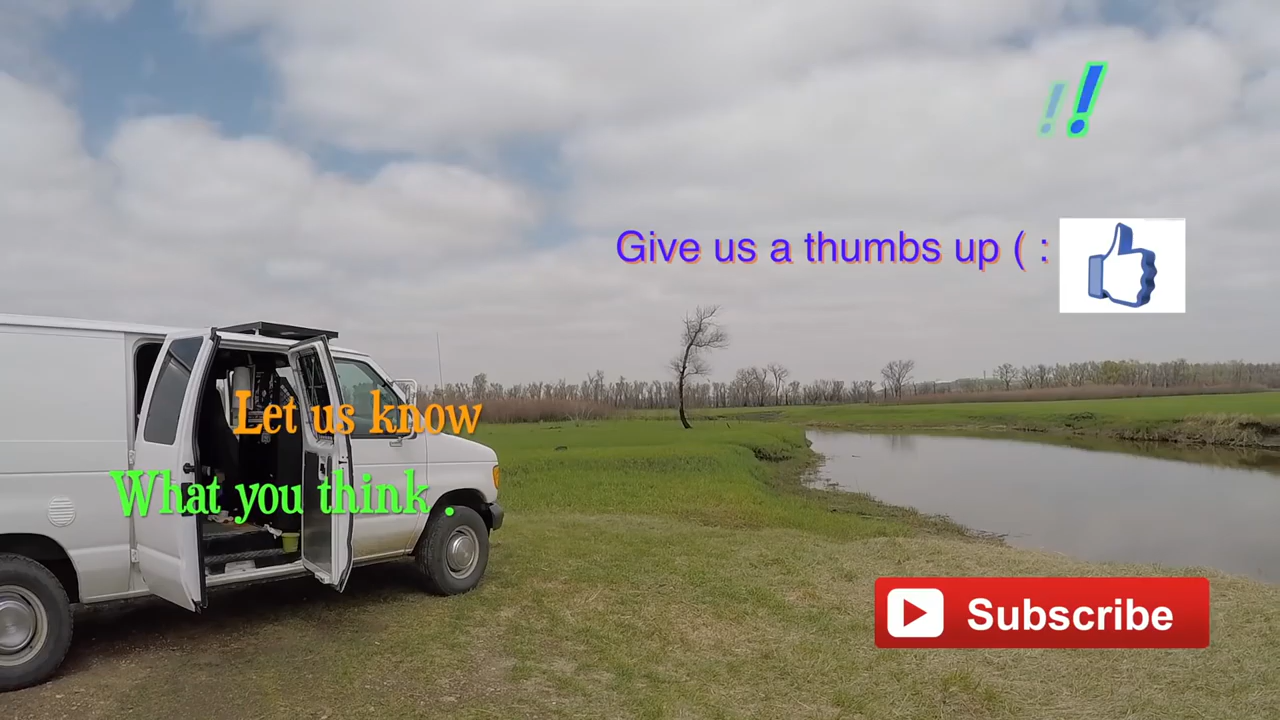 !!
Give us a thumbs up ( :
Let us know
What you think .
Subscribe